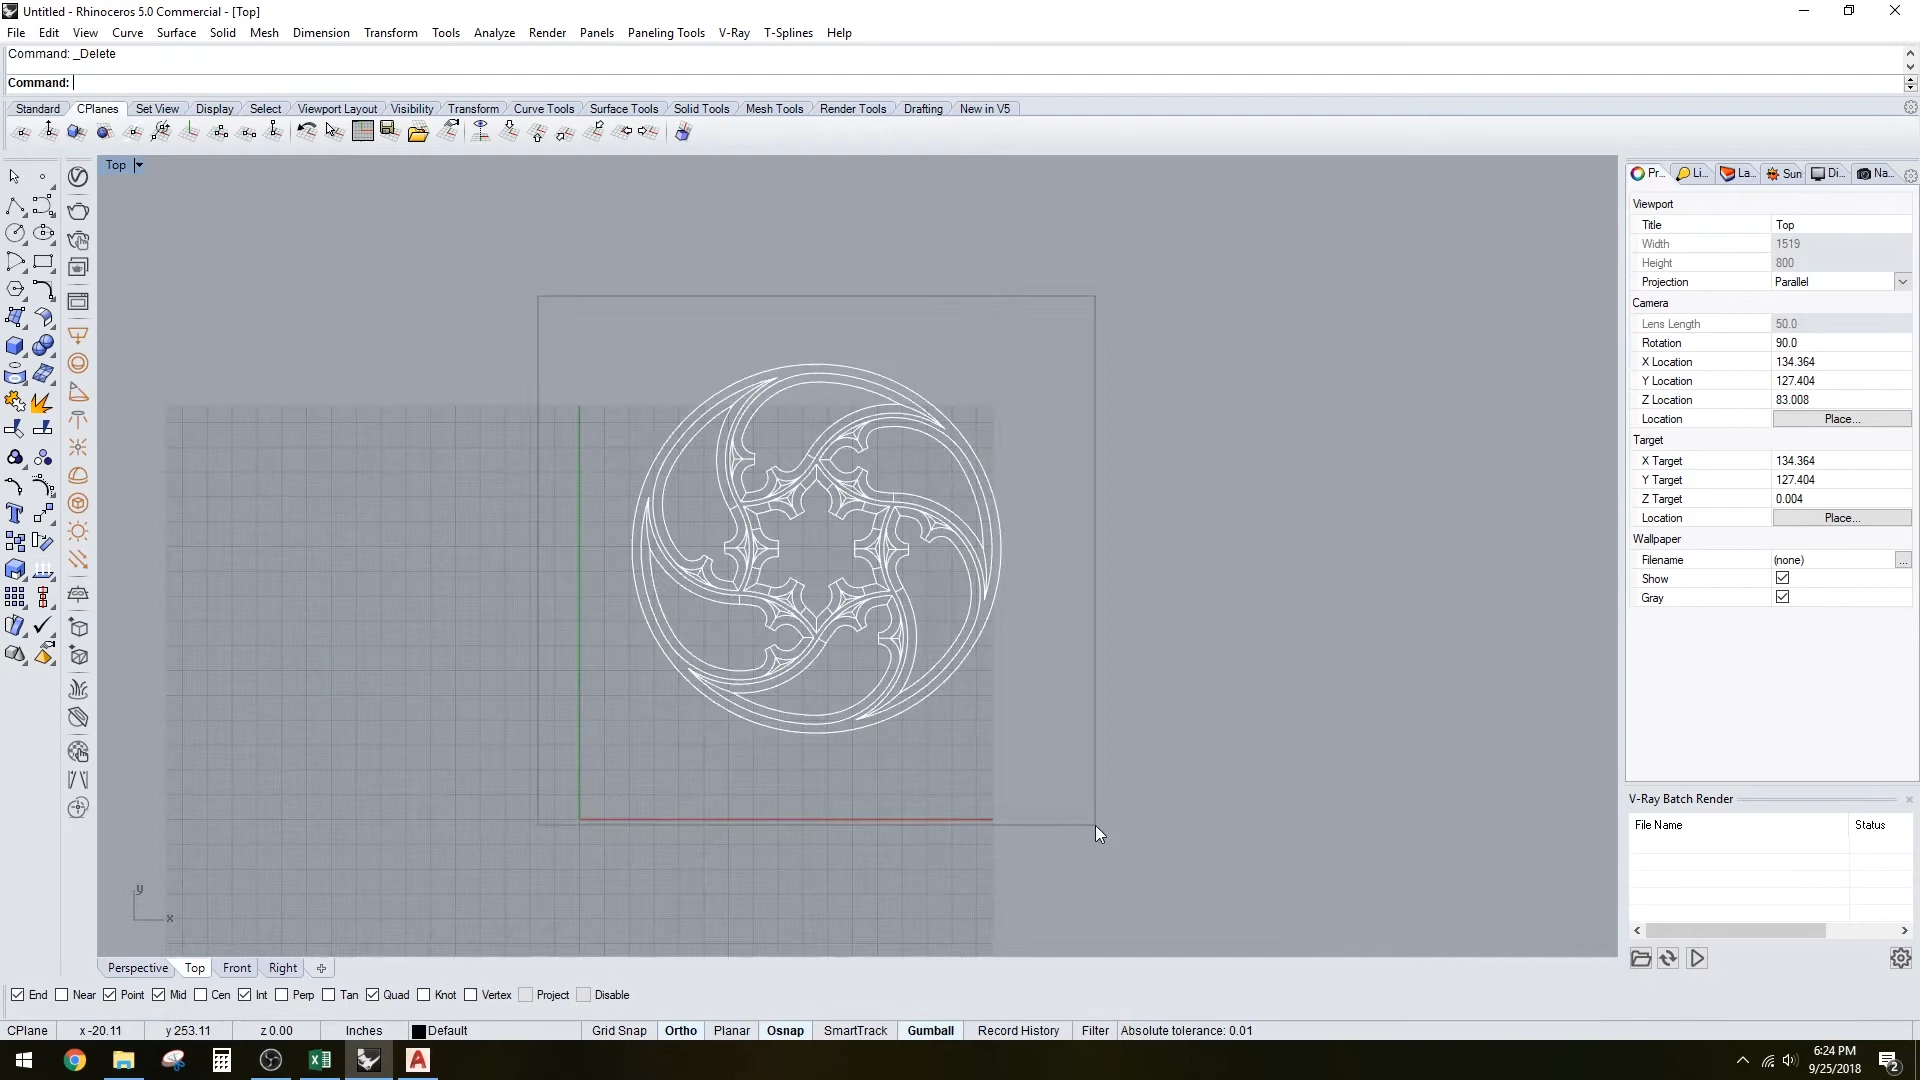 Untitled - Rhinoceros 5.0 Commercial - [Top]
File Edit View Curve Surface Solid Mesh Dimension Transform Tools Analyze Render Panels Paneling Tools V-Ray T-Splines Help
Command: _Delete
Command:
Standard CPlanes Set View Display Select Viewport Layout Visibility Transform Curve Tools Surface Tools Solid Tools Mesh Tools Render Tools Drafting New in V5
Top
Pr... Li... La... Sun Di... Na...
Viewport
Title Top
Width 1519
Height 800
Projection Parallel
Camera
Lens Length 50.0
Rotation 90.0
X Location 134.364
Y Location 127.404
Z Location 83.008
Location Place...
Target
X Target 134.364
Y Target 127.404
Z Target 0.004
Location Place...
Wallpaper
Filename (none) ...
Show
Gray
V-Ray Batch Render
File Name Status
y
x
Perspective Top Front Right
End Near Point Mid Cen Int Perp Tan Quad Knot Vertex Project Disable
CPlane x -20.11 y 253.11 z 0.00 Inches Default Grid Snap Ortho Planar Osnap SmartTrack Gumball Record History Filter Absolute tolerance: 0.01
6:24 PM
9/25/2018
2